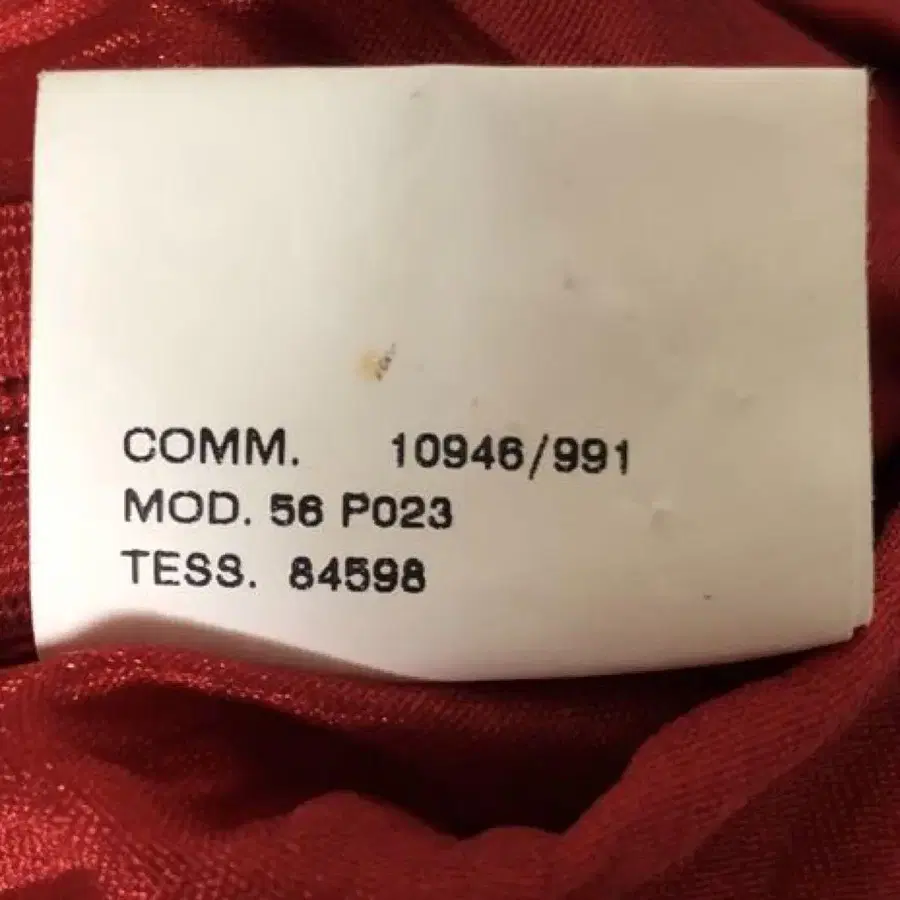 COMM. 10946/991
MOD. 56 P023
TESS. 84598